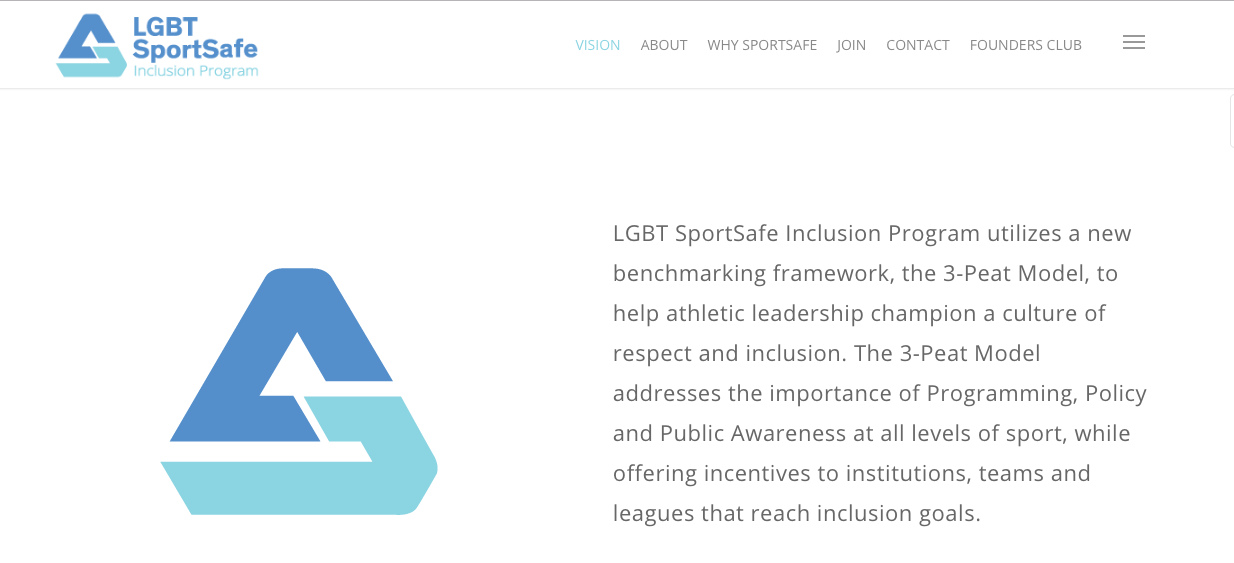 LGBT
SportSafe
Inclusion Program
VISION ABOUT WHY SPORTSAFE JOIN CONTACT FOUNDERS CLUB
LGBT SportSafe Inclusion Program utilizes a new
benchmarking framework, the 3-Peat Model, to
help athletic leadership champion a culture of
respect and inclusion. The 3-Peat Model
addresses the importance of Programming, Policy
and Public Awareness at all levels of sport, while
offering incentives to institutions, teams and
leagues that reach inclusion goals.